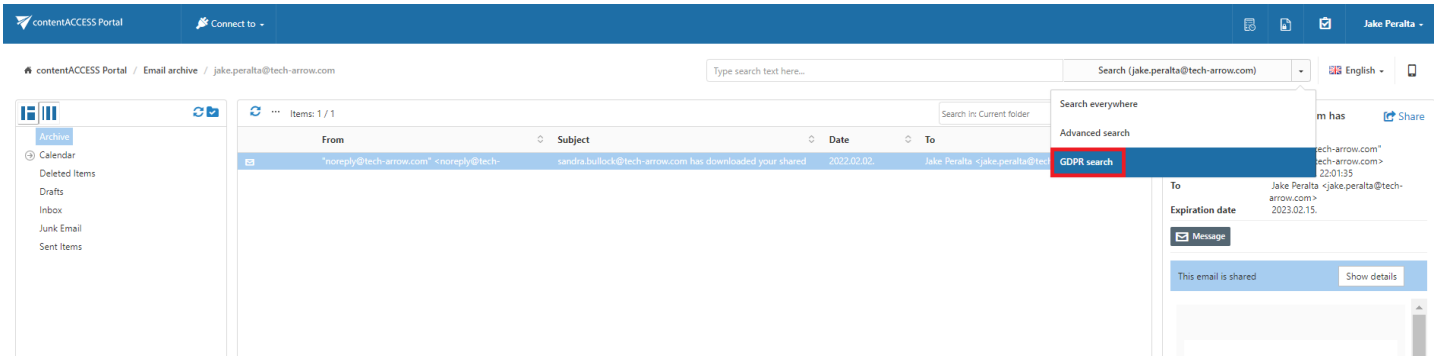 contentACCESS Portal
Connect to
Jake Peralta
contentACCESS Portal / Email archive / jake.peralta@tech-arrow.com
Type search text here...
Search (jake.peralta@tech-arrow.com)
English
Search everywhere
Advanced search
GDPR search
Archive
Calendar
Deleted Items
Drafts
Inbox
Junk Email
Sent Items
Items: 1 / 1
Search in: Current folder
From
Subject
Date
To
"noreply@tech-arrow.com" <noreply@tech-
sandra.bullock@tech-arrow.com has downloaded your shared
2022.02.02.
Jake Peralta <jake.peralta@tech
m has
Share
ech-arrow.com"
tech-arrow.com>
22:01:35
To
Jake Peralta <jake.peralta@tech-
arrow.com>
Expiration date
2023.02.15.
Message
This email is shared
Show details